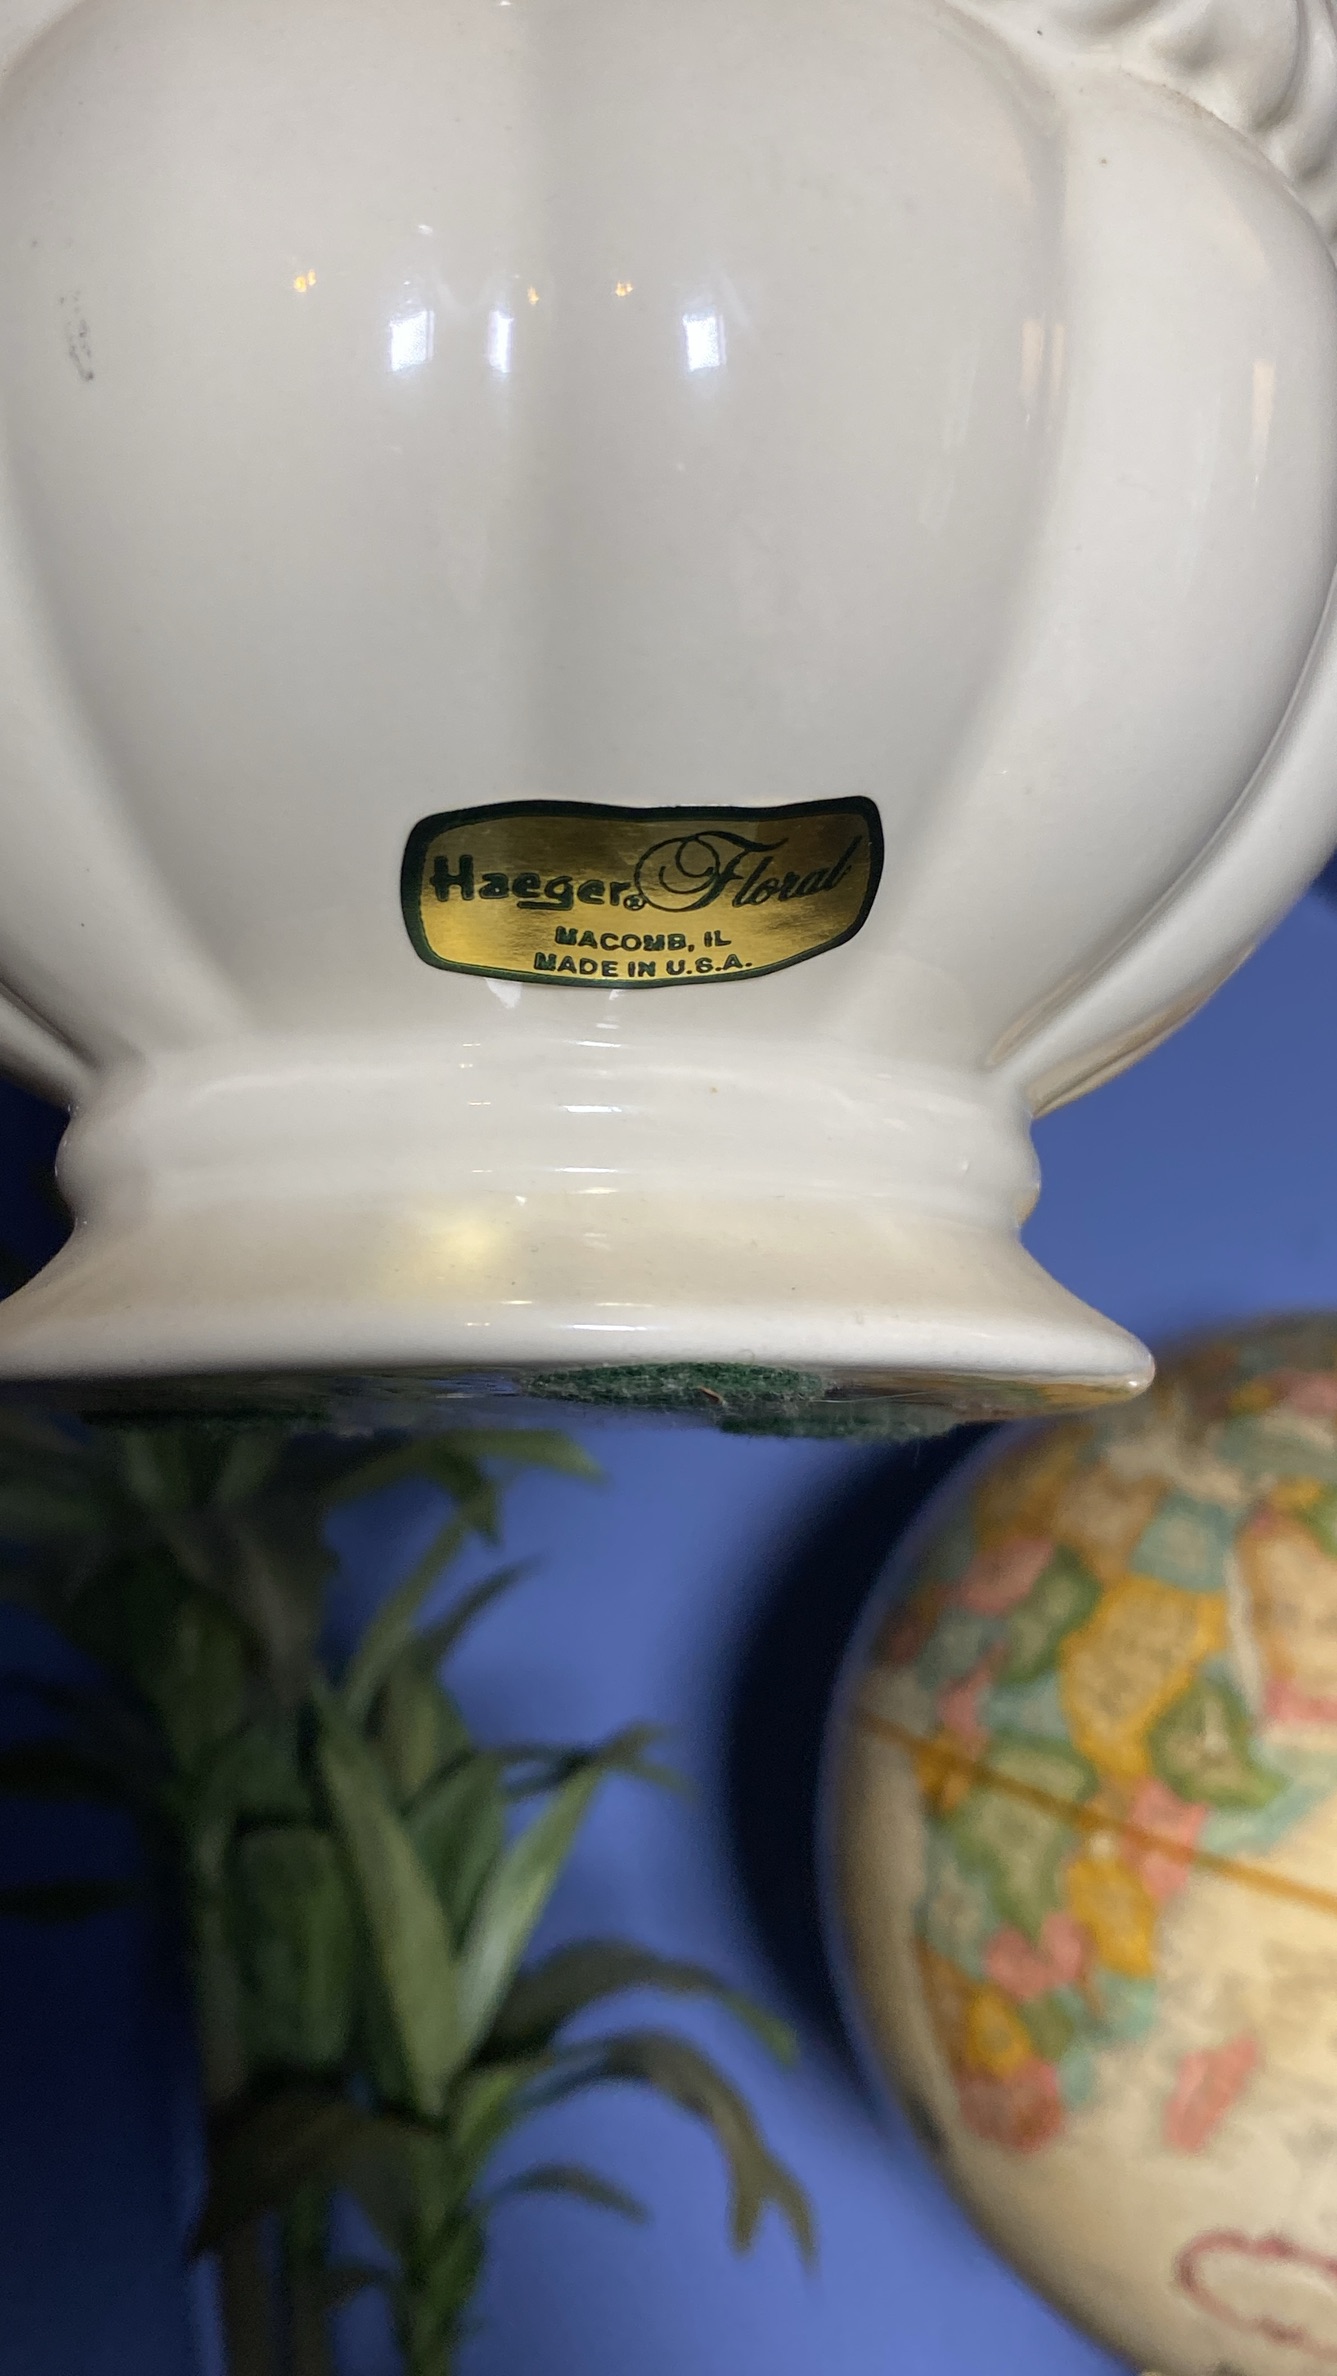 Haeger® Floral
MACOMB, IL
MADE IN U.S.A.